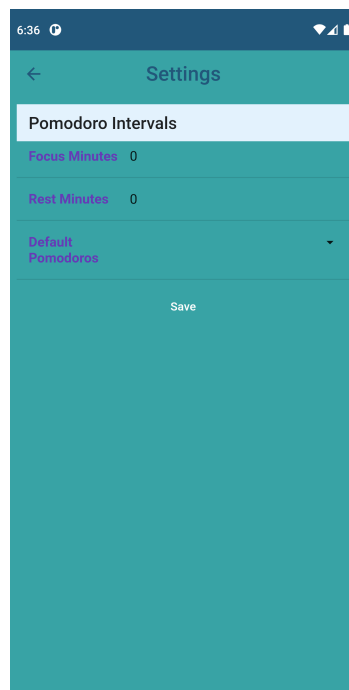 6:36
Settings
Pomodoro Intervals
Focus Minutes 0
Rest Minutes 0
Default
Pomodoros
Save